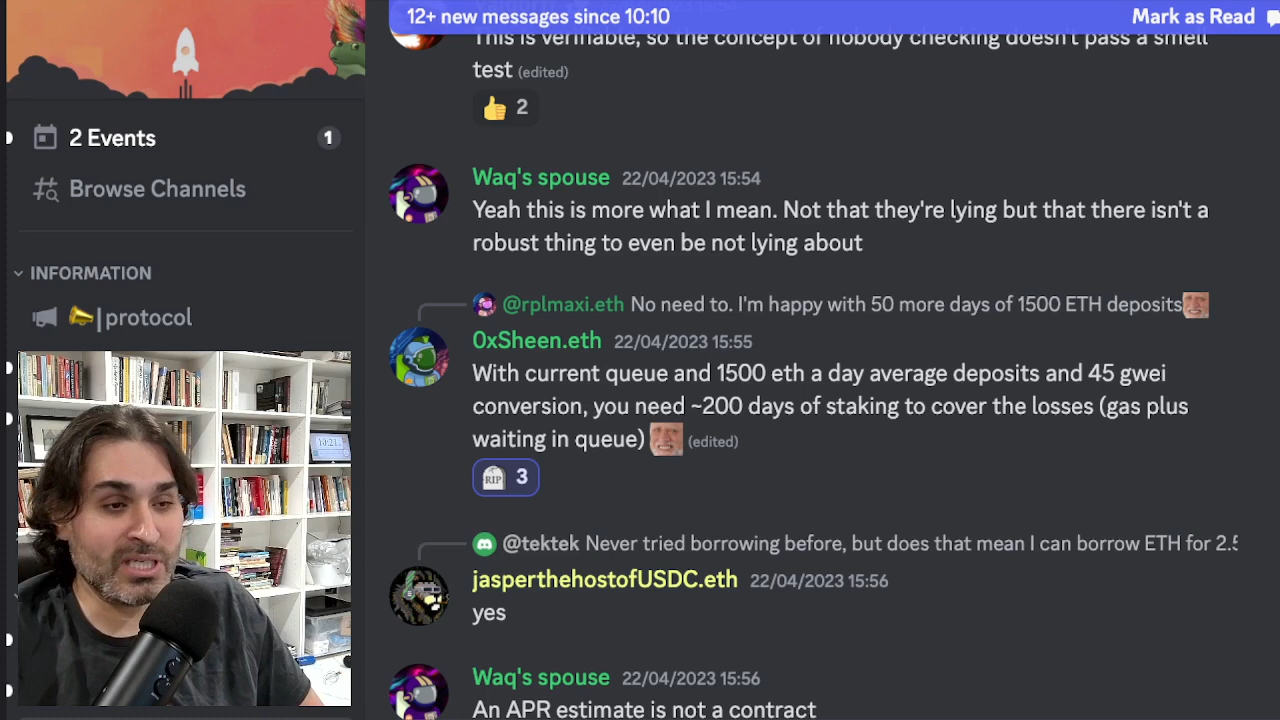 12+ new messages since 10:10
Mark as Read
2 Events
1
Browse Channels
INFORMATION
protocol
This is verifiable, so the concept of nobody checking doesn't pass a smell
test (edited)
2
Waq's spouse 22/04/2023 15:54
Yeah this is more what I mean. Not that they're lying but that there isn't a
robust thing to even be not lying about
@rplmaxi.eth No need to. I'm happy with 50 more days of 1500 ETH deposits
0xSheen.eth 22/04/2023 15:55
With current queue and 1500 eth a day average deposits and 45 gwei
conversion, you need ~200 days of staking to cover the losses (gas plus
waiting in queue) (edited)
RIP 3
@tektek Never tried borrowing before, but does that mean I can borrow ETH for 2.5
jasperthehostofUSDC.eth 22/04/2023 15:56
yes
Waq's spouse 22/04/2023 15:56
An APR estimate is not a contract